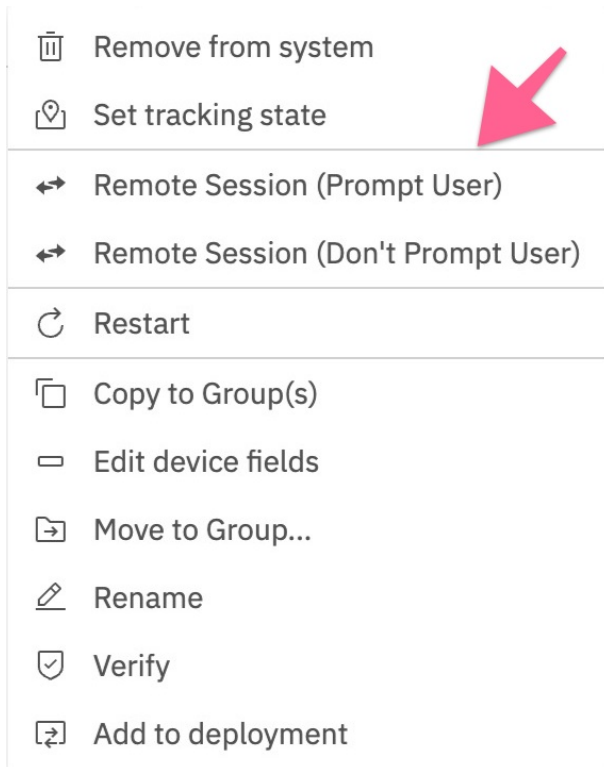 Remove from system
Set tracking state
Remote Session (Prompt User)
Remote Session (Don't Prompt User)
Restart
Copy to Group(s)
Edit device fields
Move to Group...
Rename
Verify
Add to deployment